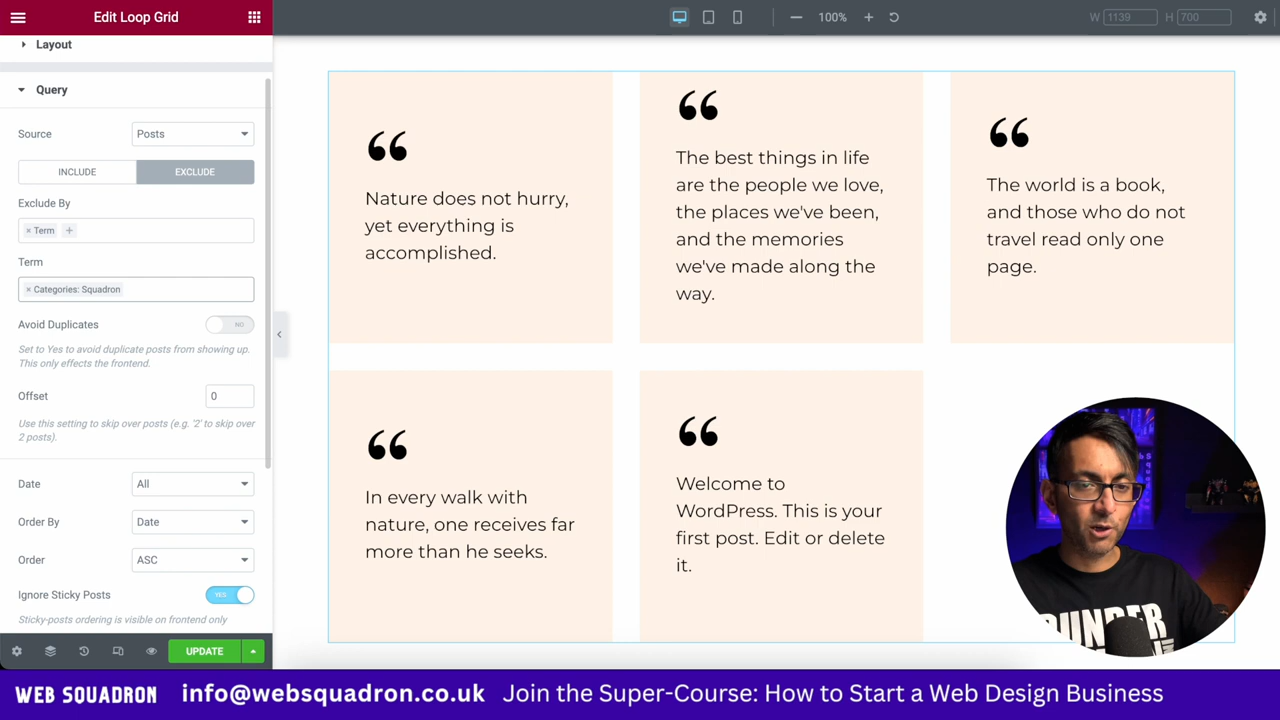 Edit Loop Grid
100%
W 1139 H 700
Layout
Query
Source Posts
INCLUDE EXCLUDE
Exclude By
× Term +
Term
× Categories: Squadron
Avoid Duplicates NO
Set to Yes to avoid duplicate posts from showing up.
This only effects the frontend.
Offset 0
Use this setting to skip over posts (e.g. '2' to skip over
2 posts).
Date All
Order By Date
Order ASC
Ignore Sticky Posts YES
Sticky-posts ordering is visible on frontend only
UPDATE
“
Nature does not hurry,
yet everything is
accomplished.
“
The best things in life
are the people we love,
the places we've been,
and the memories
we've made along the
way.
“
The world is a book,
and those who do not
travel read only one
page.
“
In every walk with
nature, one receives far
more than he seeks.
“
Welcome to
WordPress. This is your
first post. Edit or delete
it.
WEB SQUADRON info@websquadron.co.uk Join the Super-Course: How to Start a Web Design Business